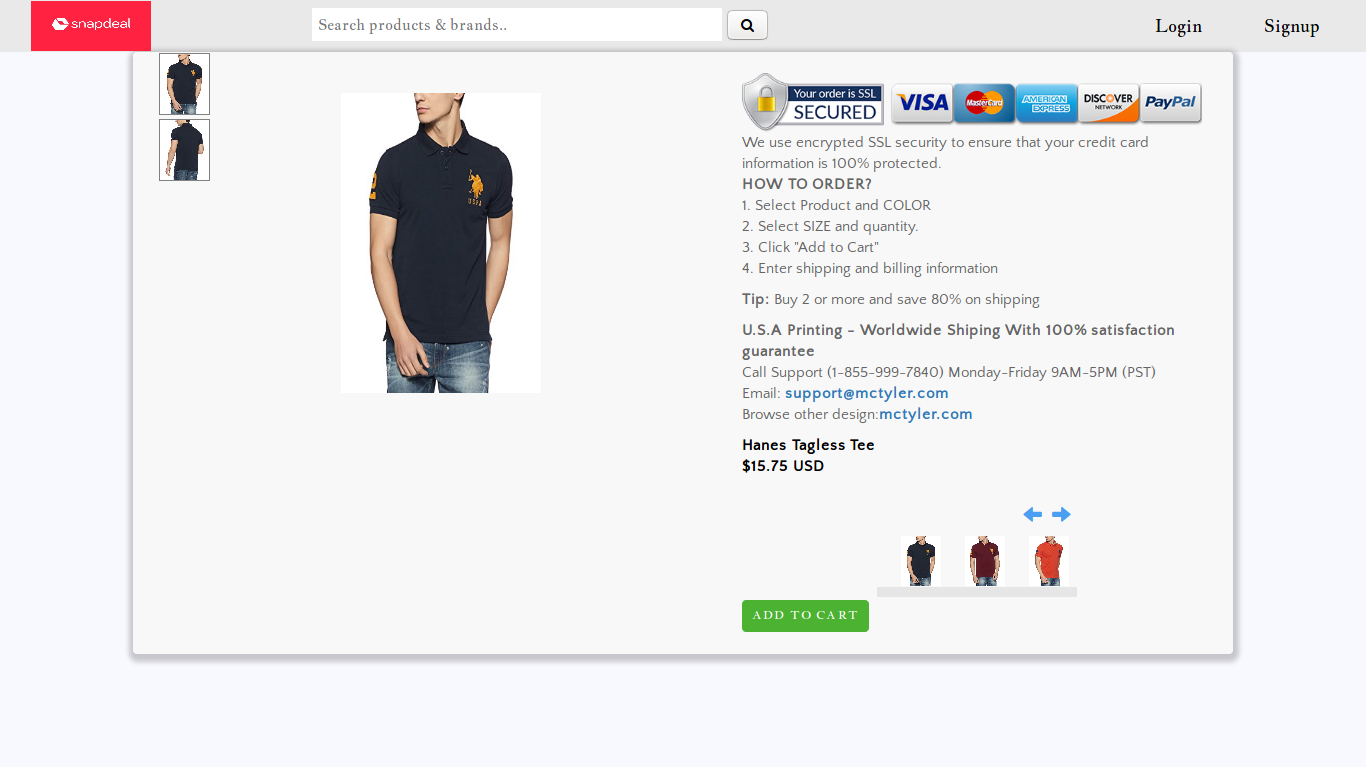 snapdeal
Search products & brands..
Login
Signup
Your order is SSL
SECURED
VISA
MasterCard
AMERICAN
EXPRESS
DISCOVER
NETWORK
PayPal
We use encrypted SSL security to ensure that your credit card
information is 100% protected.
HOW TO ORDER?
1. Select Product and COLOR
2. Select SIZE and quantity.
3. Click "Add to Cart"
4. Enter shipping and billing information
Tip: Buy 2 or more and save 80% on shipping
U.S.A Printing - Worldwide Shiping With 100% satisfaction
guarantee
Call Support (1-855-999-7840) Monday-Friday 9AM-5PM (PST)
Email: support@mctyler.com
Browse other design:mctyler.com
Hanes Tagless Tee
$15.75 USD
ADD TO CART
2
USPA